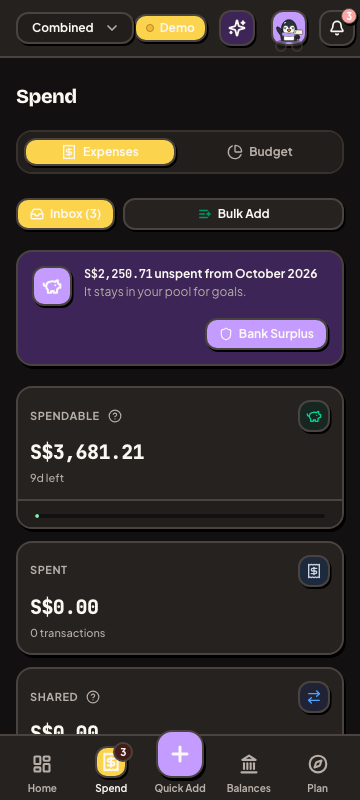 Combined
Demo
3
Spend
Expenses
Budget
Inbox (3)
Bulk Add
S$2,250.71 unspent from October 2026
It stays in your pool for goals.
Bank Surplus
SPENDABLE
S$3,681.21
9d left
SPENT
S$0.00
0 transactions
SHARED
S$0.00
3
Home
Spend
Quick Add
Balances
Plan